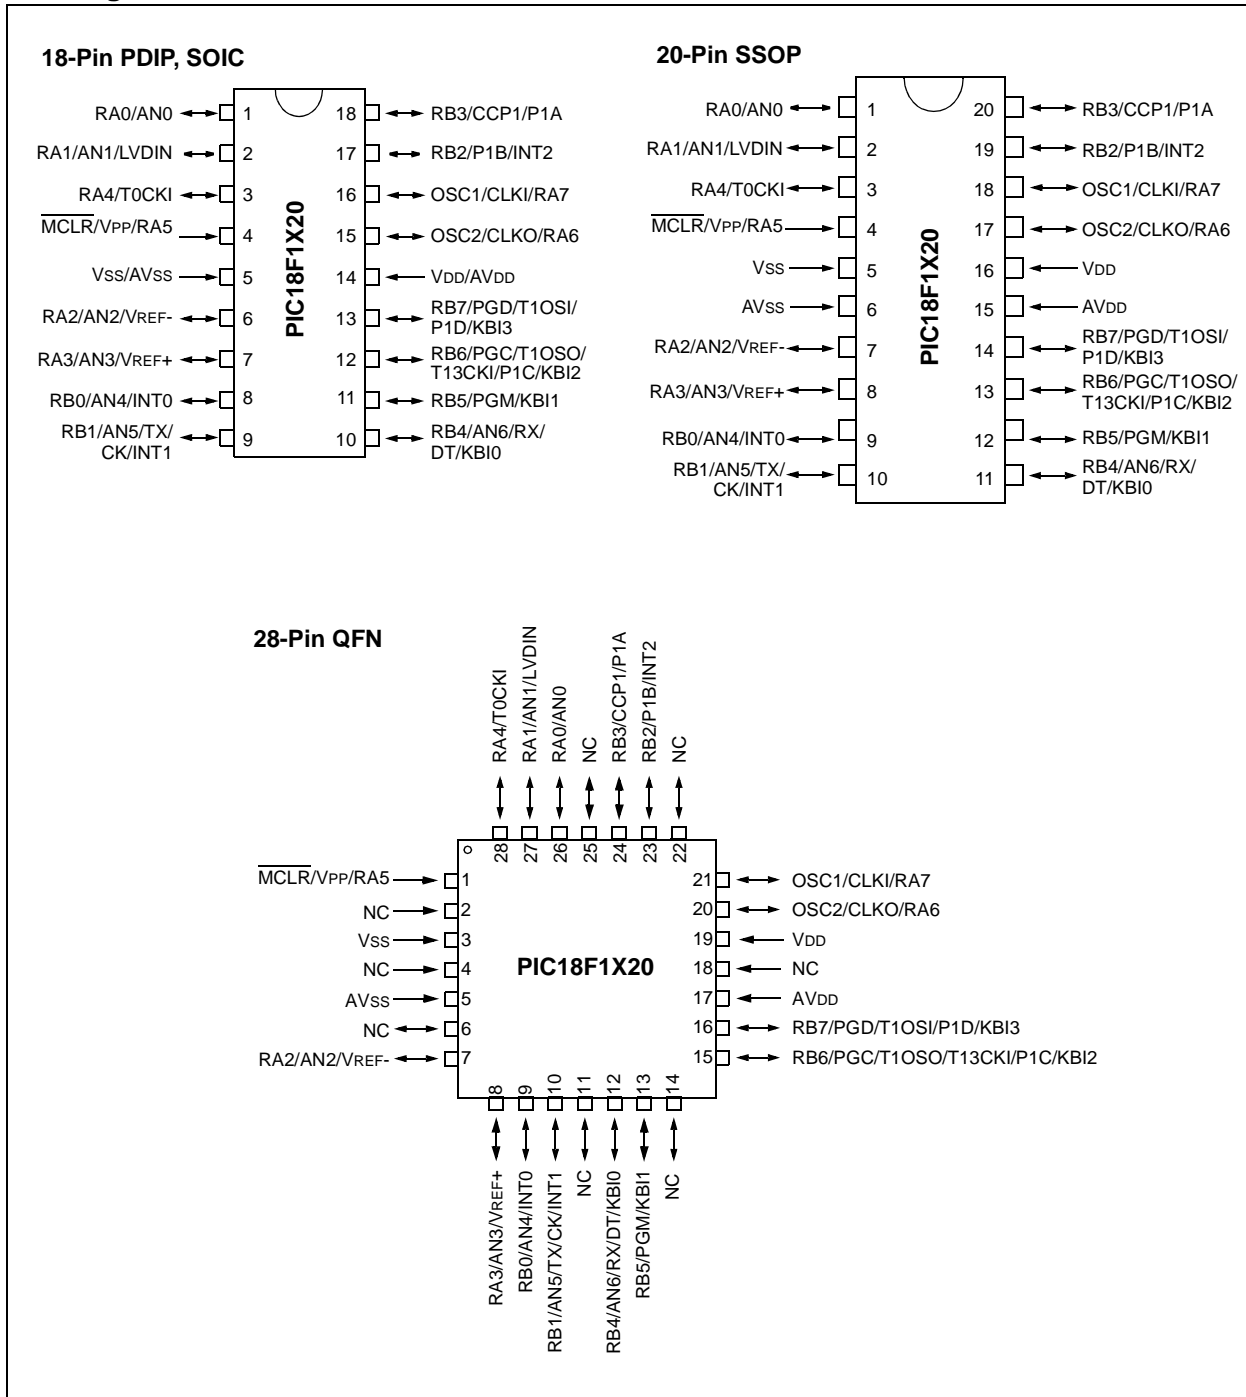 18-Pin PDIP, SOIC
RA0/AN0 1 18 RB3/CCP1/P1A
RA1/AN1/LVDIN 2 17 RB2/P1B/INT2
RA4/T0CKI 3 16 OSC1/CLKI/RA7
MCLR/VPP/RA5 4 15 OSC2/CLKO/RA6
VSS/AVSS 5 14 VDD/AVDD
RA2/AN2/VREF- 6 13 RB7/PGD/T1OSI/
P1D/KBI3
RA3/AN3/VREF+ 7 12 RB6/PGC/T1OSO/
T13CKI/P1C/KBI2
RB0/AN4/INT0 8 11 RB5/PGM/KBI1
RB1/AN5/TX/ 9 10 RB4/AN6/RX/
CK/INT1 DT/KBI0
PIC18F1X20
20-Pin SSOP
RA0/AN0 1 20 RB3/CCP1/P1A
RA1/AN1/LVDIN 2 19 RB2/P1B/INT2
RA4/T0CKI 3 18 OSC1/CLKI/RA7
MCLR/VPP/RA5 4 17 OSC2/CLKO/RA6
VSS 5 16 VDD
AVSS 6 15 AVDD
RA2/AN2/VREF- 7 14 RB7/PGD/T1OSI/
P1D/KBI3
RA3/AN3/VREF+ 8 13 RB6/PGC/T1OSO/
T13CKI/P1C/KBI2
RB0/AN4/INT0 9 12 RB5/PGM/KBI1
RB1/AN5/TX/ 10 11 RB4/AN6/RX/
CK/INT1 DT/KBI0
PIC18F1X20
28-Pin QFN
RA4/T0CKI
RA1/AN1/LVDIN
RA0/AN0
NC
RB3/CCP1/P1A
RB2/P1B/INT2
NC
28 27 26 25 24 23 22
MCLR/VPP/RA5 1 21 OSC1/CLKI/RA7
NC 2 20 OSC2/CLKO/RA6
VSS 3 19 VDD
NC 4 PIC18F1X20 18 NC
AVSS 5 17 AVDD
NC 6 16 RB7/PGD/T1OSI/P1D/KBI3
RA2/AN2/VREF- 7 15 RB6/PGC/T1OSO/T13CKI/P1C/KBI2
8 9 10 11 12 13 14
RA3/AN3/VREF+
RB0/AN4/INT0
RB1/AN5/TX/CK/INT1
NC
RB4/AN6/RX/DT/KBI0
RB5/PGM/KBI1
NC